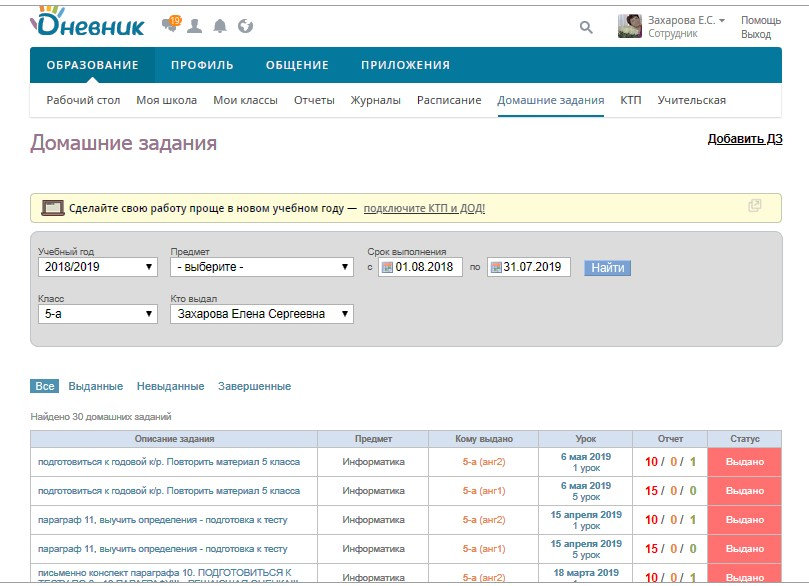 Dневник
19
Захарова Е.С.
Сотрудник
Помощь
Выход
ОБРАЗОВАНИЕ ПРОФИЛЬ ОБЩЕНИЕ ПРИЛОЖЕНИЯ
Рабочий стол Моя школа Мои классы Отчеты Журналы Расписание Домашние задания КТП Учительская
Домашние задания
Добавить ДЗ
Сделайте свою работу проще в новом учебном году — подключите КТП и ДОД!
Учебный год Предмет Срок выполнения
2018/2019 - выберите - с 01.08.2018 по 31.07.2019 Найти
Класс Кто выдал
5-а Захарова Елена Сергеевна
Все Выданные Невыданные Завершенные
Найдено 30 домашних заданий
Описание задания Предмет Кому выдано Урок Отчет Статус
подготовиться к годовой к/р. Повторить материал 5 класса Информатика 5-а (анг2) 6 мая 2019 10 / 0 / 1 Выдано
1 урок
подготовиться к годовой к/р. Повторить материал 5 класса Информатика 5-а (анг1) 6 мая 2019 15 / 0 / 0 Выдано
5 урок
параграф 11, выучить определения - подготовка к тесту Информатика 5-а (анг2) 15 апреля 2019 10 / 0 / 1 Выдано
1 урок
параграф 11, выучить определения - подготовка к тесту Информатика 5-а (анг1) 15 апреля 2019 15 / 0 / 0 Выдано
5 урок
письменно конспект параграфа 10. ПОДГОТОВИТЬСЯ К Информатика 5-а (анг2) 18 марта 2019 10 / 0 / 1 Выдано